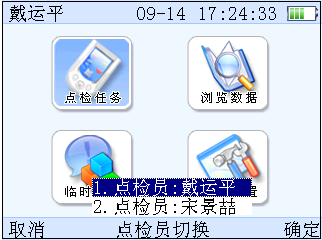 戴运平 09-14 17:24:33
点检任务 浏览数据
临时 置
1.点检员:戴运平
2.点检员:宋景喆
取消 点检员切换 确定